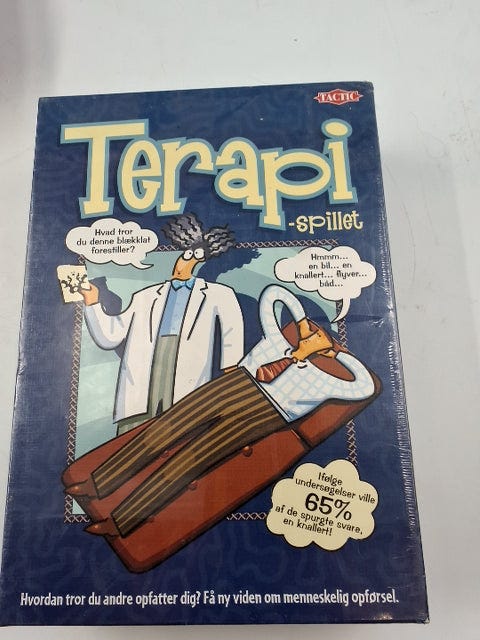 TACTIC
Terapi
-spillet
Hvad tror
du denne blækklat
forestiller?
Hmmm...
en bil... en
knallert... flyver...
båd...
Ifølge
undersøgelser ville
65%
af de spurgte svare,
en knallert!
Hvordan tror du andre opfatter dig? Få ny viden om menneskelig opførsel.